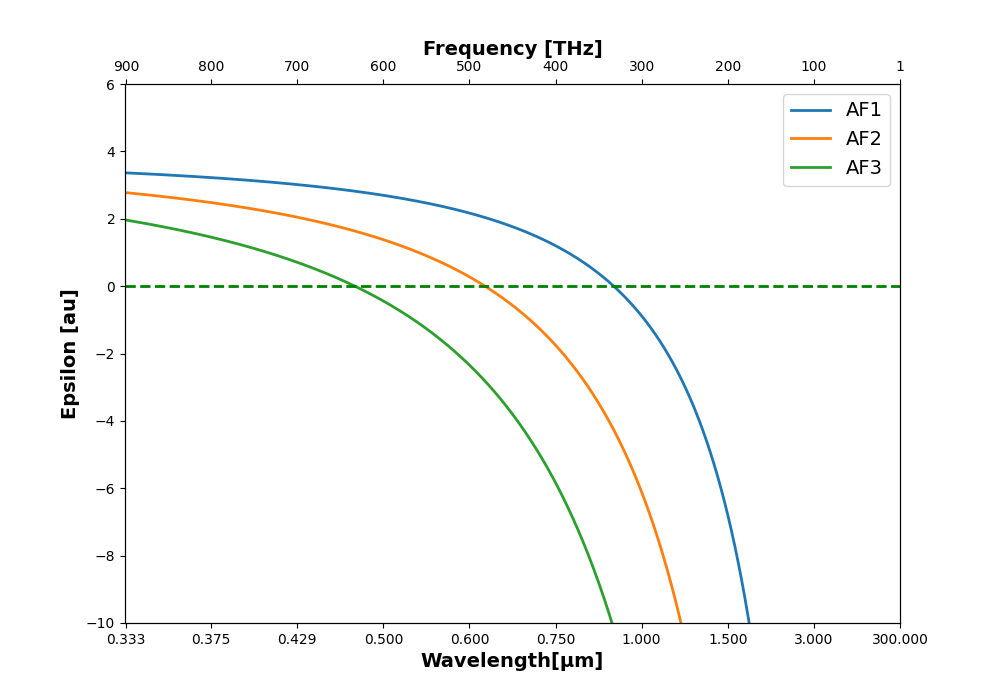 Frequency [THz]
900 800 700 600 500 400 300 200 100 1
AF1
AF2
AF3
6
4
2
0
−2
−4
−6
−8
−10
Epsilon [au]
0.333 0.375 0.429 0.500 0.600 0.750 1.000 1.500 3.000 300.000
Wavelength[μm]